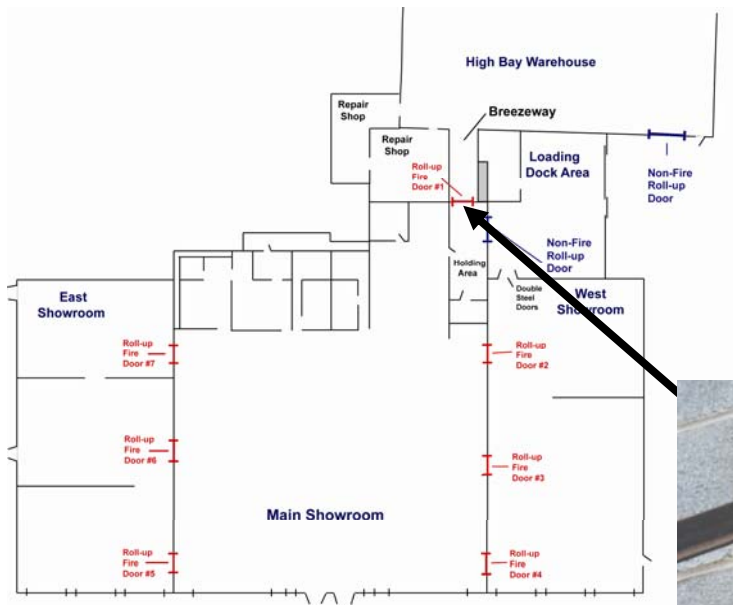 High Bay Warehouse
Repair
Shop
Breezeway
Repair
Shop
Roll-up
Fire
Door #1
Loading
Dock Area
Non-Fire
Roll-up
Door
Non-Fire
Roll-up
Door
Holding
Area
Double
Steel
Doors
East
Showroom
West
Showroom
Roll-up
Fire
Door #7
Roll-up
Fire
Door #2
Roll-up
Fire
Door #6
Roll-up
Fire
Door #3
Main Showroom
Roll-up
Fire
Door #5
Roll-up
Fire
Door #4